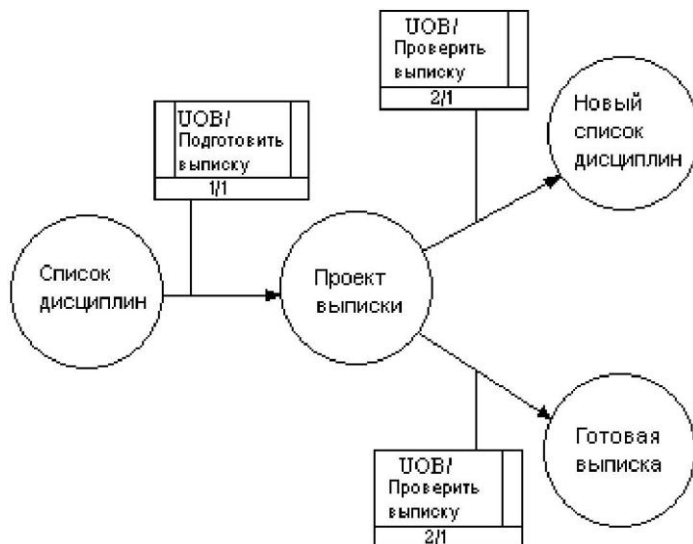 UOB/
Проверить
выписку
2/1
Новый
список
дисциплин
UOB/
Подготовить
выписку
1/1
Список
дисциплин
Проект
выписки
Готовая
выписка
UOB/
Проверить
выписку
2/1